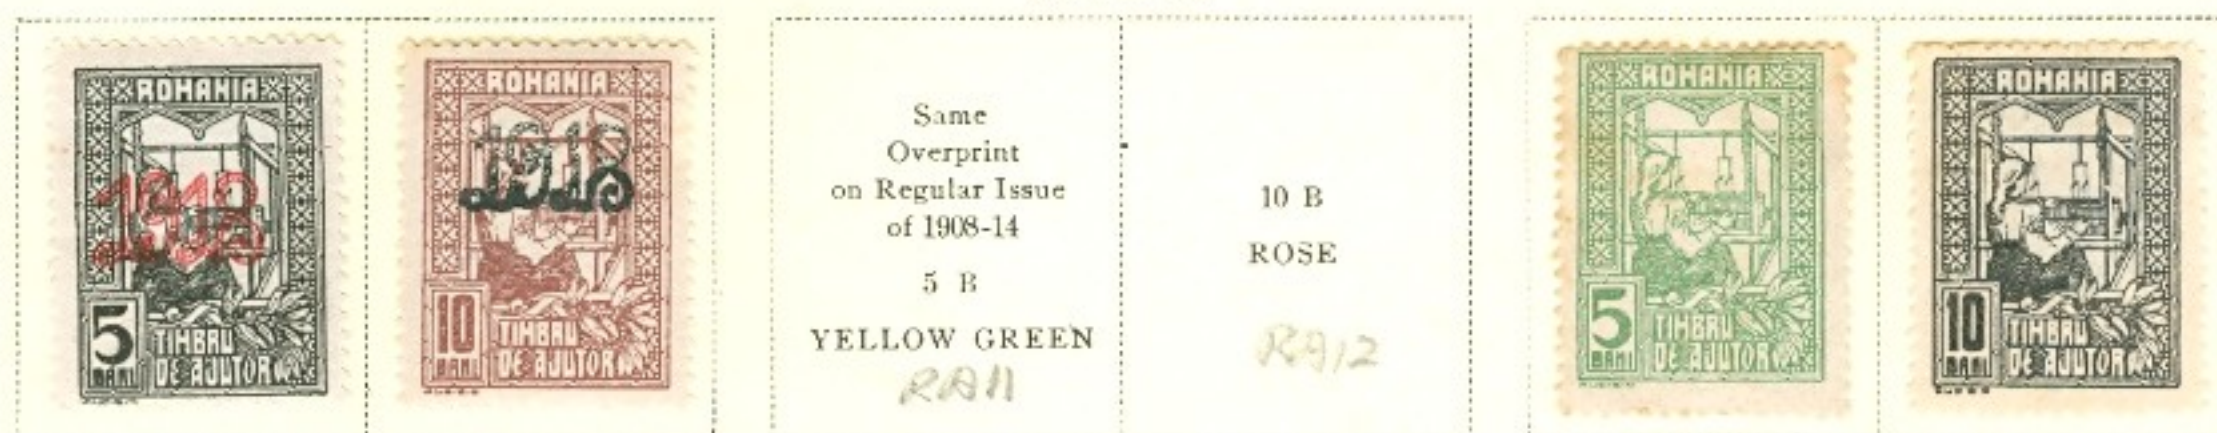 ROMANIA
1918
5
BANI
TIMBRU
DE AJUTOR
ROMANIA
1918
10
BANI
TIMBRU
DE AJUTOR
Same
Overprint
on Regular Issue
of 1908-14
5 B
YELLOW GREEN
RA11
10 B
ROSE
RA12
ROMANIA
5
BANI
TIMBRU
DE AJUTOR
ROMANIA
10
BANI
TIMBRU
DE AJUTOR